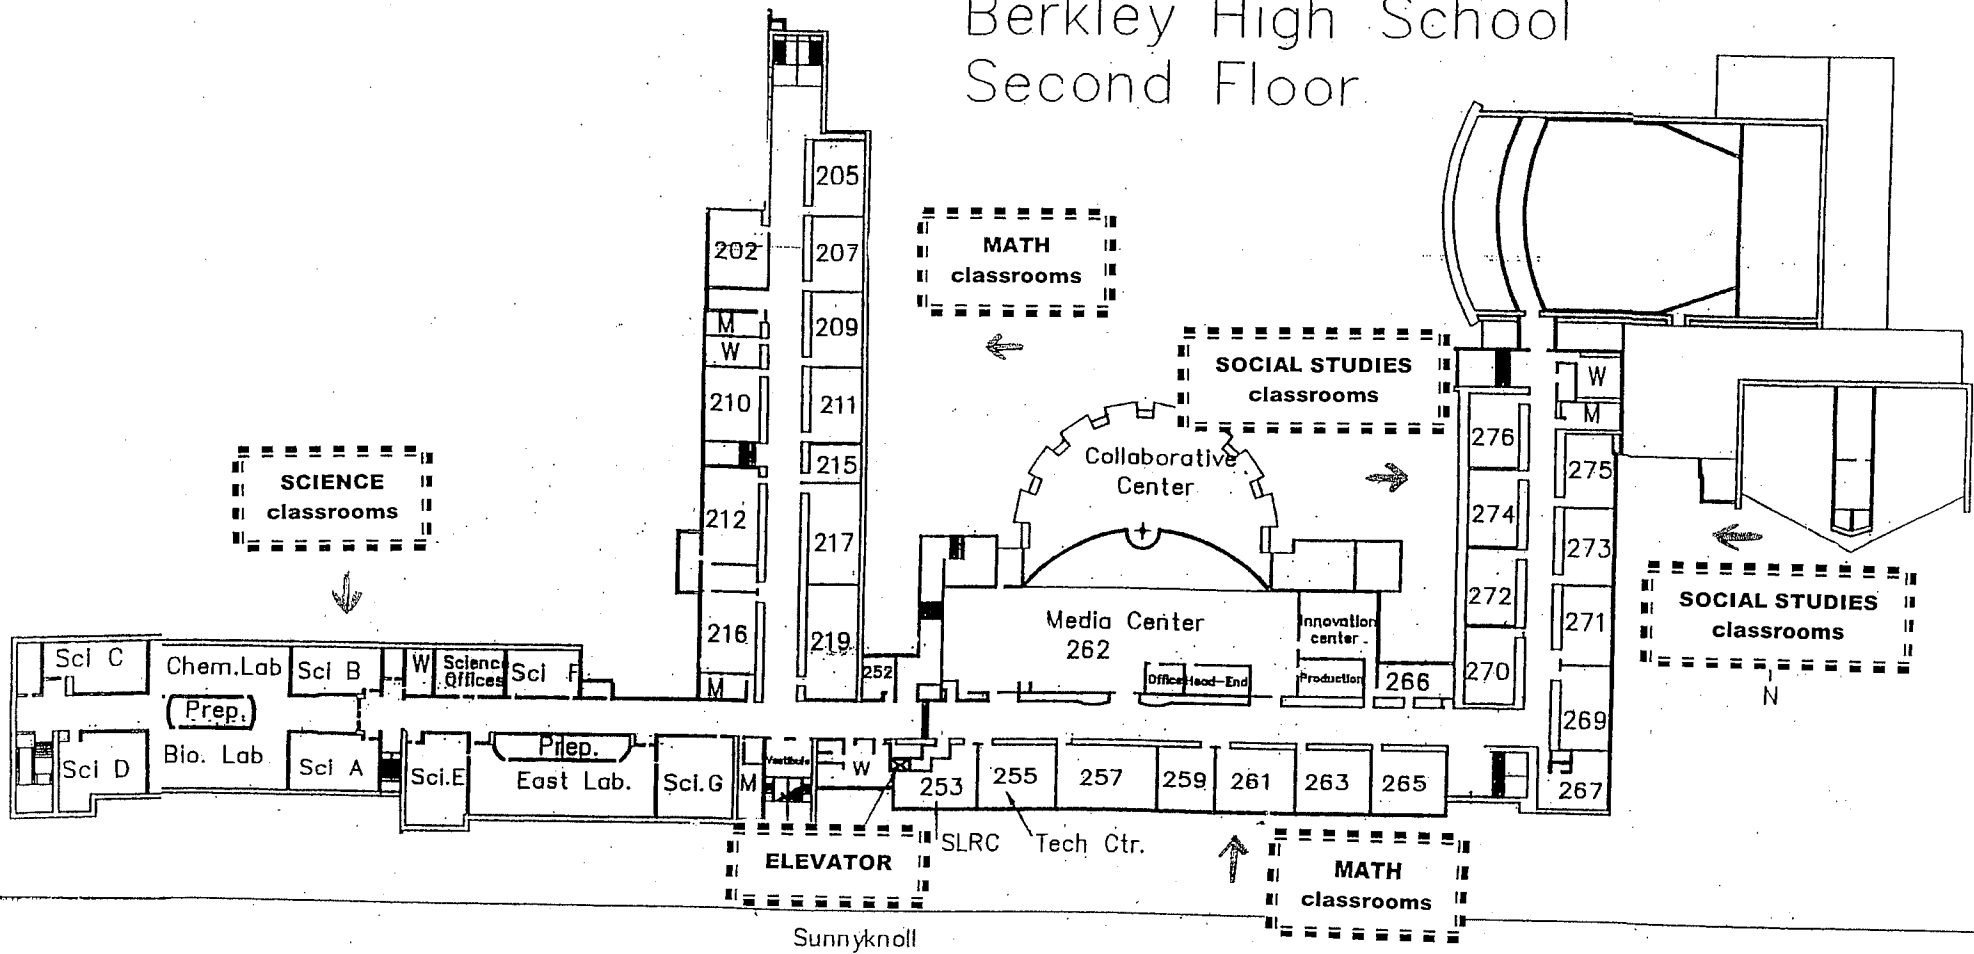 Berkley High School
Second Floor
205
202
207
MATH
classrooms
M
209
W
210
211
SOCIAL STUDIES
classrooms
W
M
276
275
215
Collaborative
Center
SCIENCE
classrooms
212
217
274
273
272
271
SOCIAL STUDIES
classrooms
N
216
219
252
M
Media Center
262
Innovation
center
Office
Head-End
Production
266
270
269
267
Sci C
Chem.Lab
Sci B
W
Science
Offices
Sci F
Prep.
Sci D
Bio. Lab
Sci A
Sci.E
Prep.
East Lab.
Sci.G
M
Vestibule
W
253
255
257
259
261
263
265
ELEVATOR
SLRC
Tech Ctr.
MATH
classrooms
Sunnyknoll